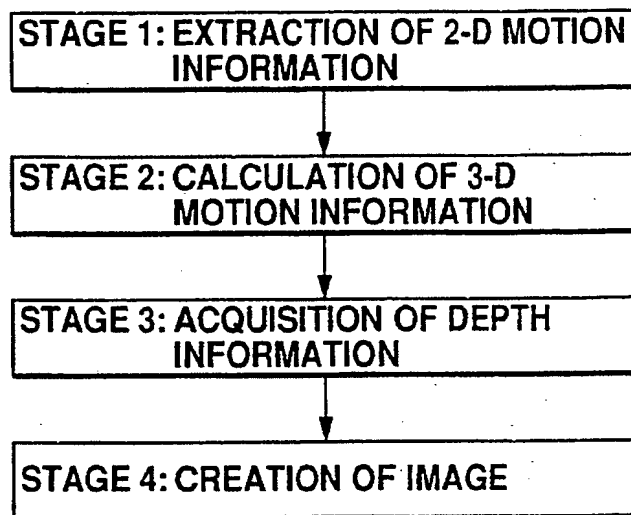 STAGE 1: EXTRACTION OF 2-D MOTION
INFORMATION
STAGE 2: CALCULATION OF 3-D
MOTION INFORMATION
STAGE 3: ACQUISITION OF DEPTH
INFORMATION
STAGE 4: CREATION OF IMAGE